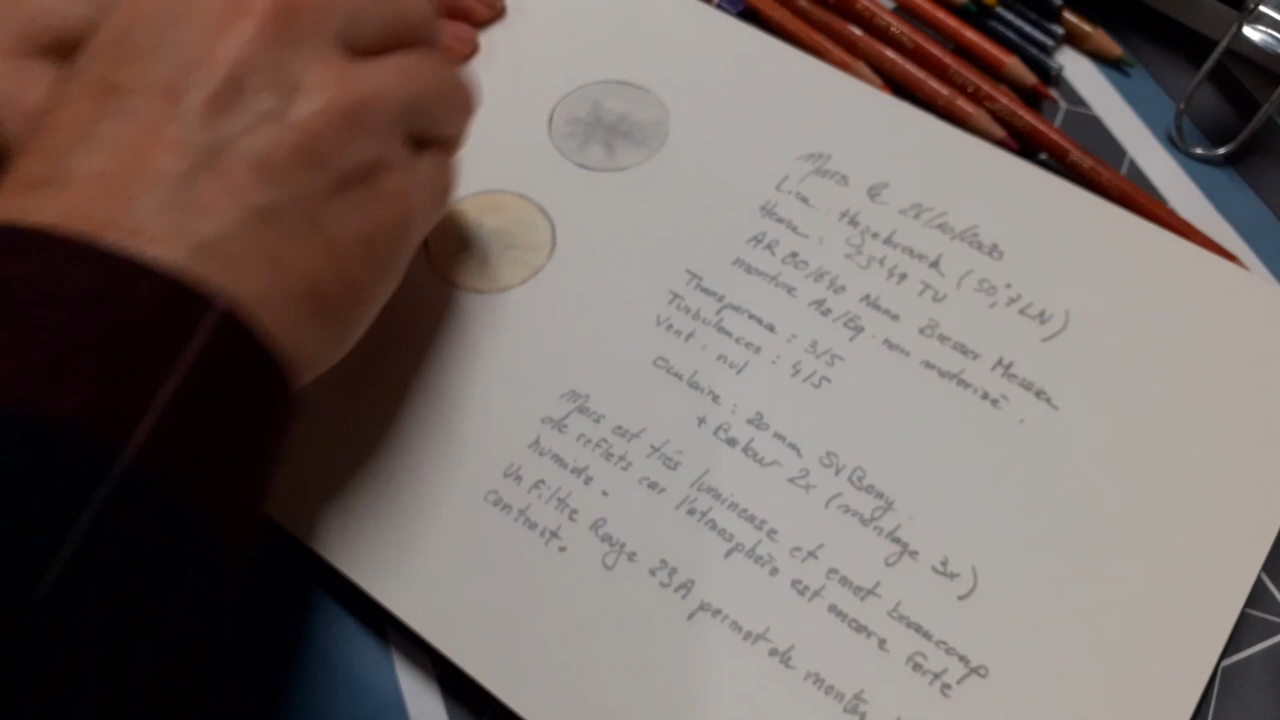 Mars le 28/10/2020
Lieu : Hazebrouck (50,°7 LN)
Heure : 23h49 TU
AR 80/640 Nano Bresser Messier
monture Az/Eq. non motorisé.
Transparence : 3/5
Turbulences : 4/5
Vent : nul
Oculaire : 20 mm SVBony
+ Barlow 2x (montage 3x)
Mars est très lumineuse et émet beaucoup
de reflets car l'atmosphère est encore forte
humide.
Un filtre Rouge 23A permet de monter
contrast.